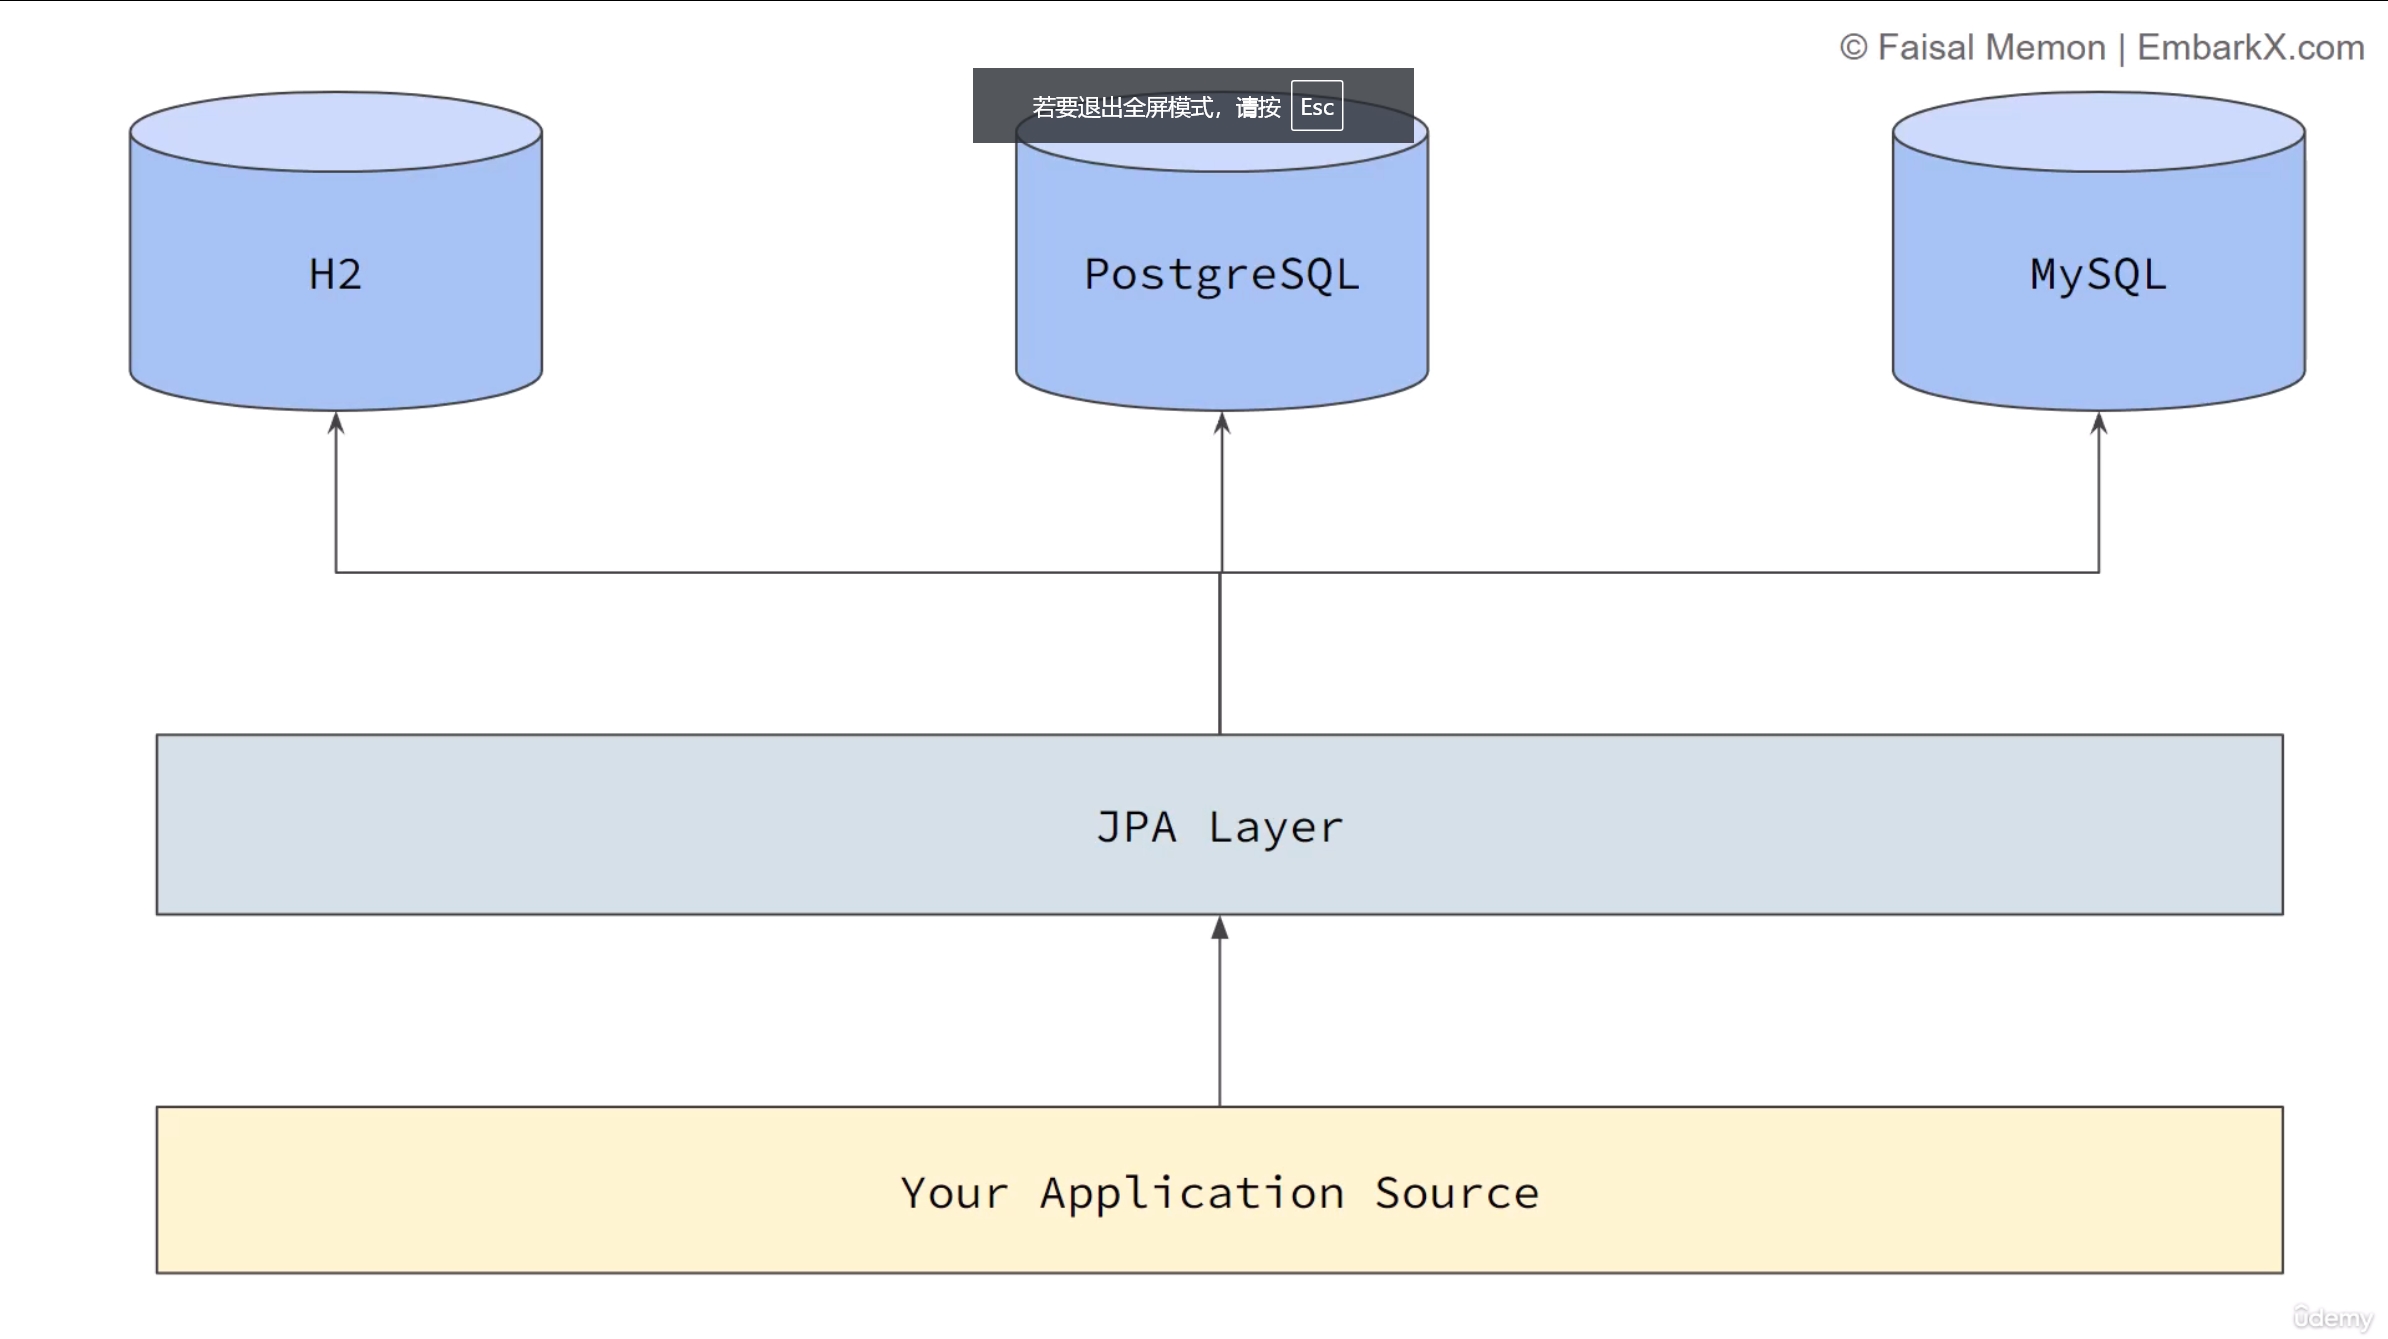 © Faisal Memon | EmbarkX.com
若要退出全屏模式，请按 Esc
H2
PostgreSQL
MySQL
JPA Layer
Your Application Source
ûdemy